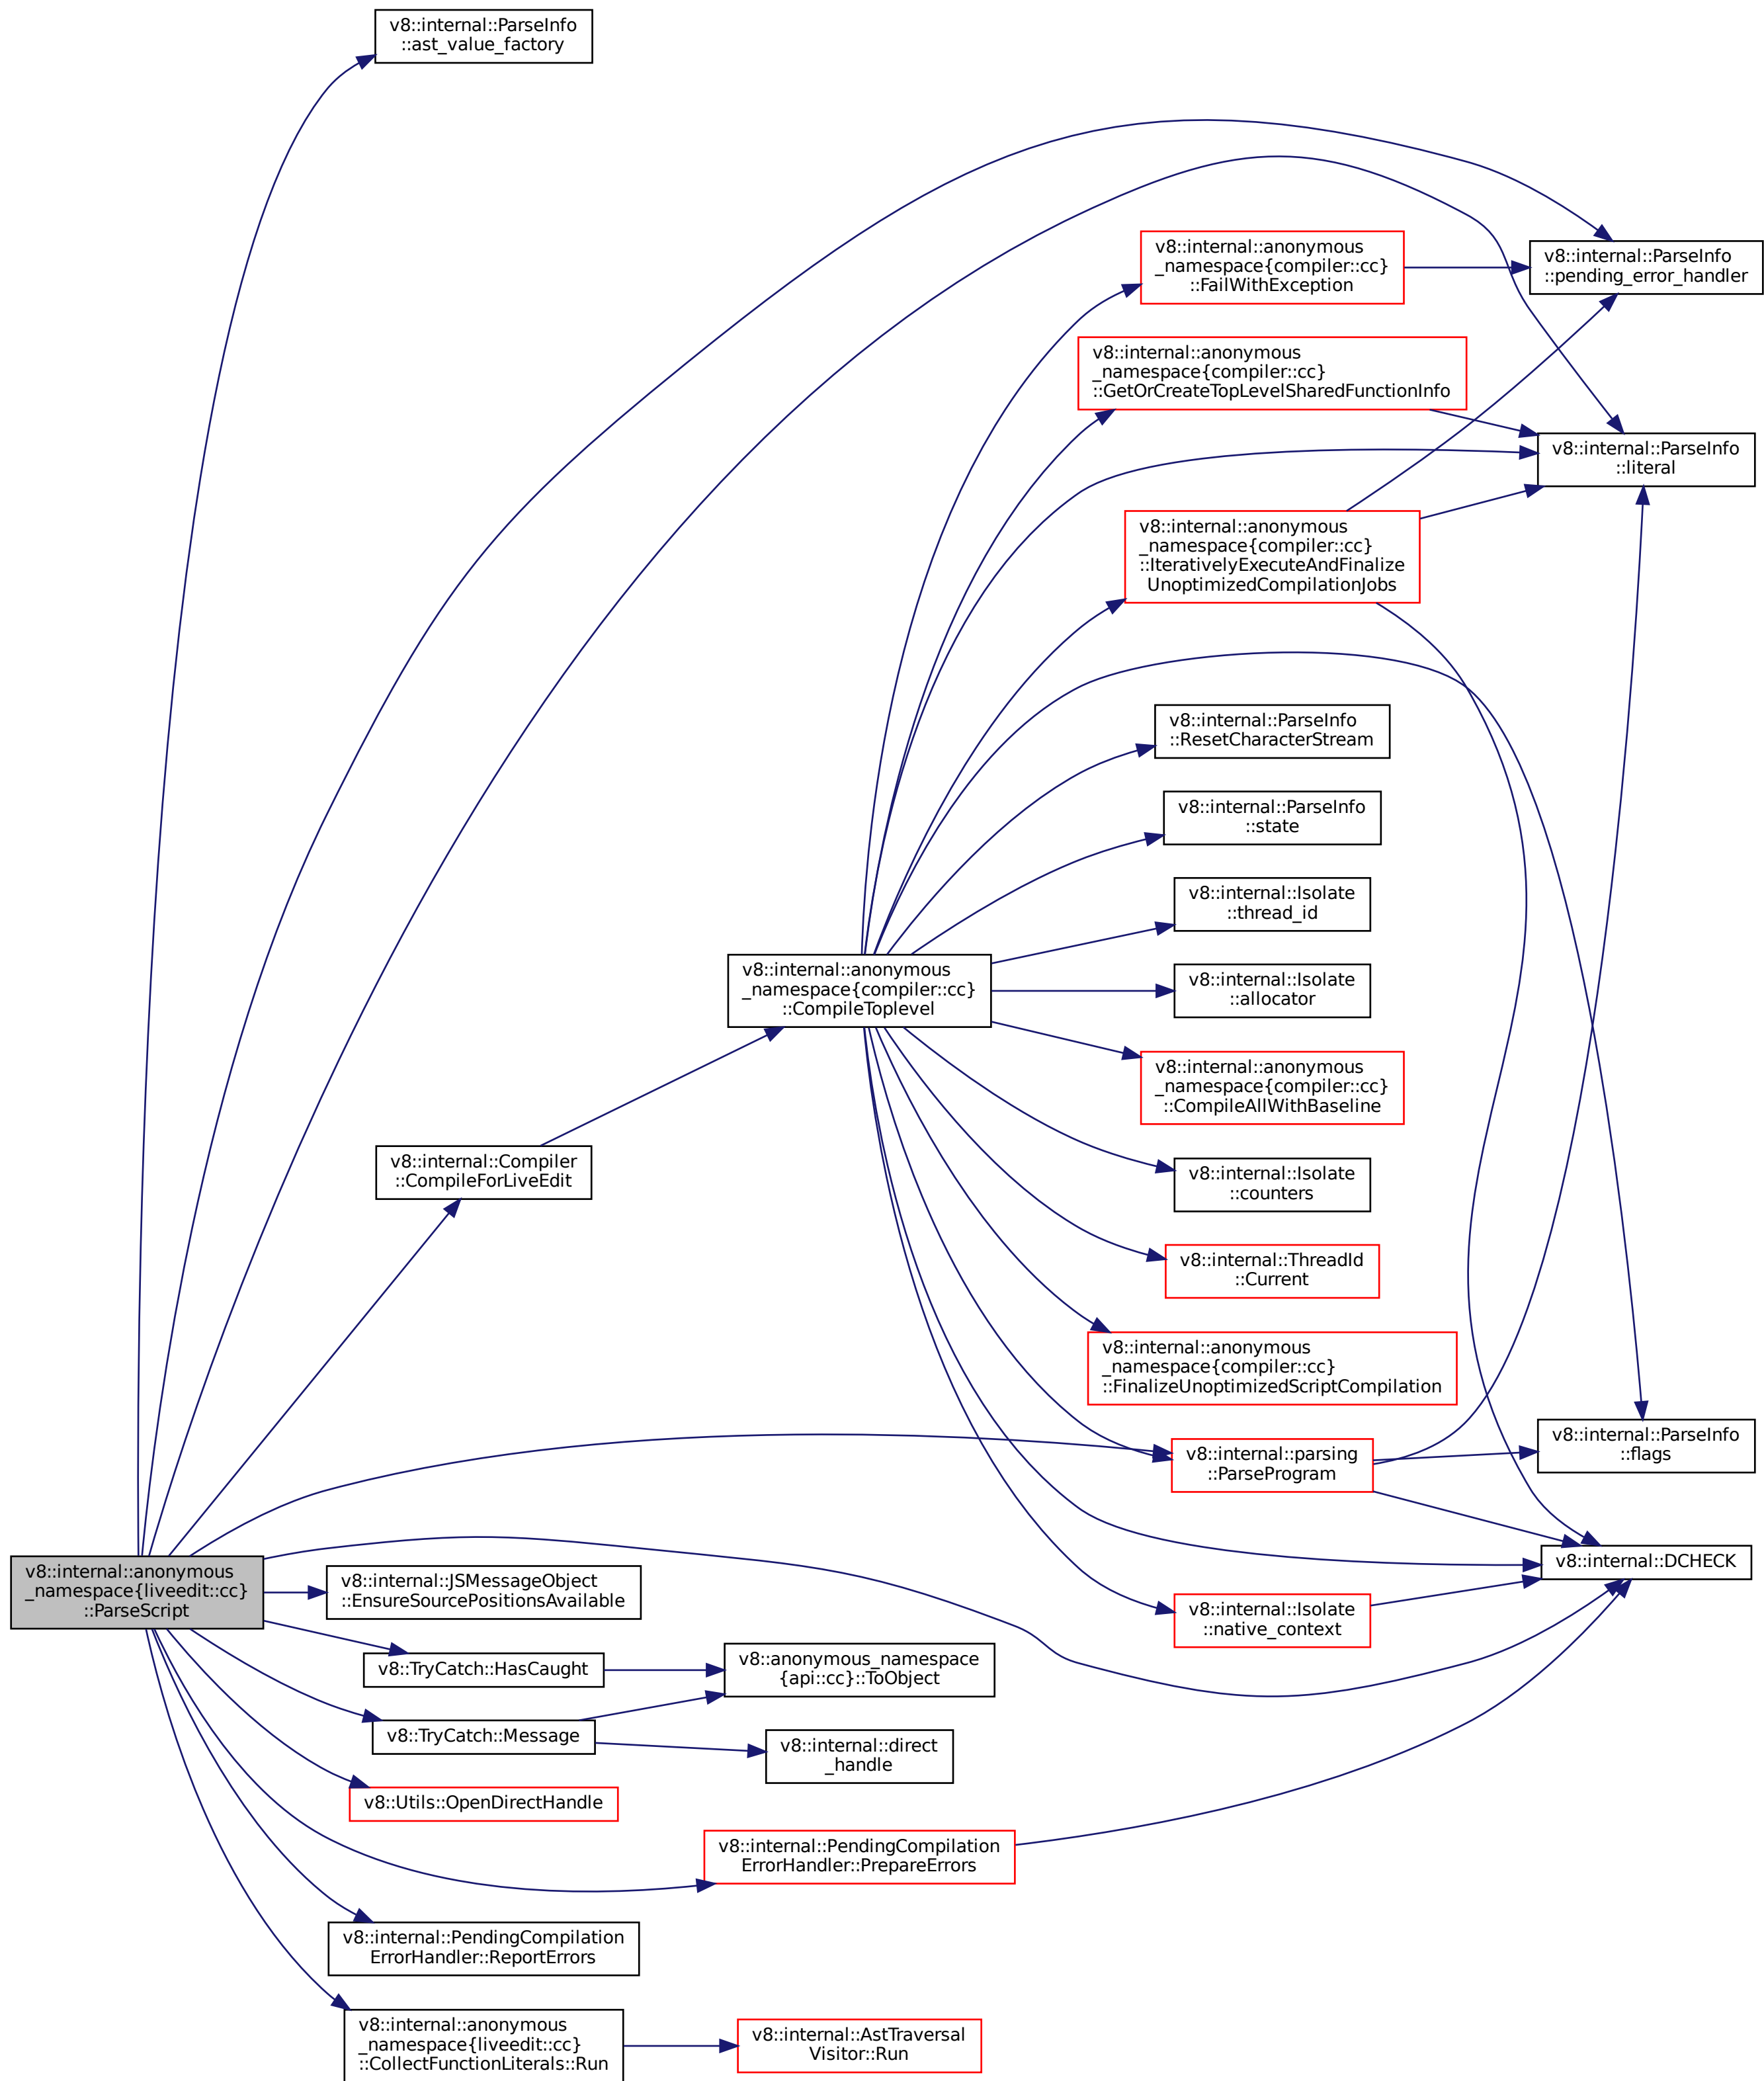 v8::internal::ParseInfo
::ast_value_factory
v8::internal::anonymous
_namespace{compiler::cc}
::FailWithException
v8::internal::ParseInfo
::pending_error_handler
v8::internal::anonymous
_namespace{compiler::cc}
::GetOrCreateTopLevelSharedFunctionInfo
v8::internal::ParseInfo
::literal
v8::internal::anonymous
_namespace{compiler::cc}
::IterativelyExecuteAndFinalize
UnoptimizedCompilationJobs
v8::internal::ParseInfo
::ResetCharacterStream
v8::internal::ParseInfo
::state
v8::internal::Isolate
::thread_id
v8::internal::anonymous
_namespace{compiler::cc}
::CompileToplevel
v8::internal::Isolate
::allocator
v8::internal::anonymous
_namespace{compiler::cc}
::CompileAllWithBaseline
v8::internal::Compiler
::CompileForLiveEdit
v8::internal::Isolate
::counters
v8::internal::ThreadId
::Current
v8::internal::anonymous
_namespace{compiler::cc}
::FinalizeUnoptimizedScriptCompilation
v8::internal::parsing
::ParseProgram
v8::internal::ParseInfo
::flags
v8::internal::DCHECK
v8::internal::anonymous
_namespace{liveedit::cc}
::ParseScript
v8::internal::JSMessageObject
::EnsureSourcePositionsAvailable
v8::internal::Isolate
::native_context
v8::TryCatch::HasCaught
v8::anonymous_namespace
{api::cc}::ToObject
v8::TryCatch::Message
v8::internal::direct
_handle
v8::Utils::OpenDirectHandle
v8::internal::PendingCompilation
ErrorHandler::PrepareErrors
v8::internal::PendingCompilation
ErrorHandler::ReportErrors
v8::internal::anonymous
_namespace{liveedit::cc}
::CollectFunctionLiterals::Run
v8::internal::AstTraversal
Visitor::Run